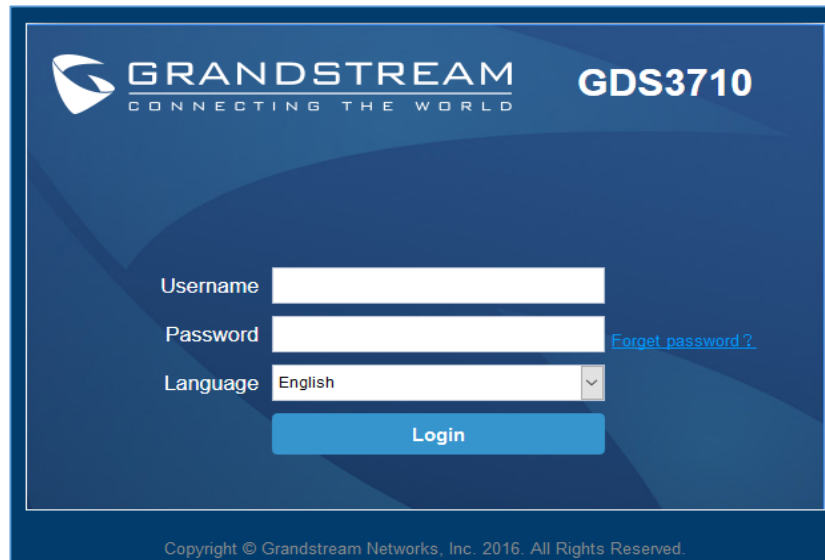 GRANDSTREAM
CONNECTING THE WORLD
GDS3710
Username
Password
Forget password?
Language
English
Login
Copyright © Grandstream Networks, Inc. 2016. All Rights Reserved.